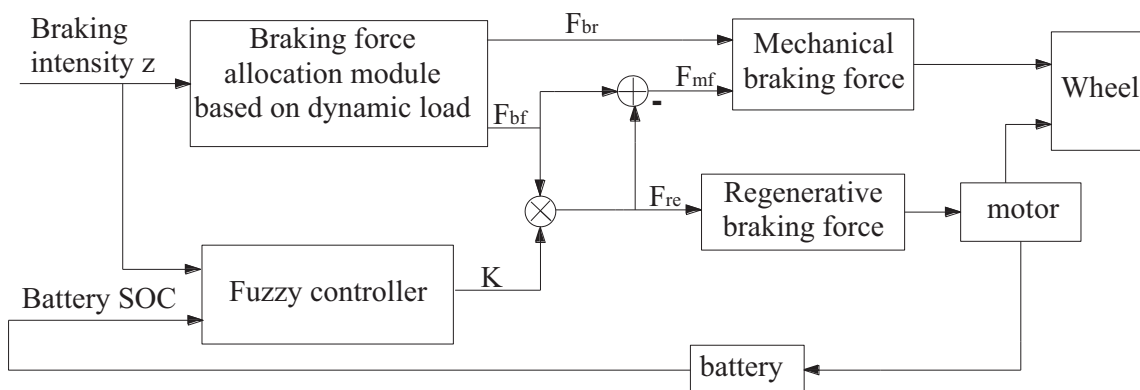 Braking
intensity z
Braking force
allocation module
based on dynamic load
Fbr
Mechanical
braking force
Wheel
Fbf
-
Fmf
Fre
Regenerative
braking force
motor
K
Battery SOC
Fuzzy controller
battery